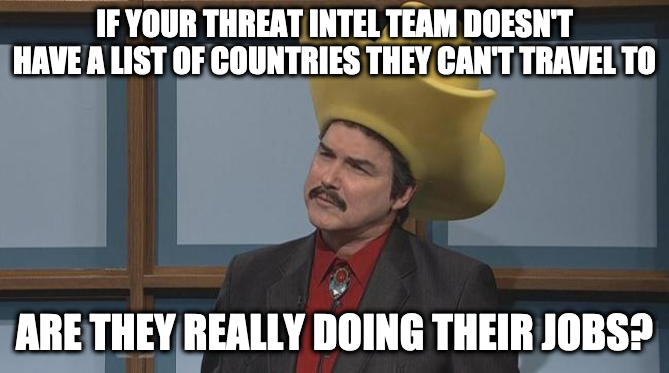 IF YOUR THREAT INTEL TEAM DOESN'T
HAVE A LIST OF COUNTRIES THEY CAN'T TRAVEL TO
ARE THEY REALLY DOING THEIR JOBS?